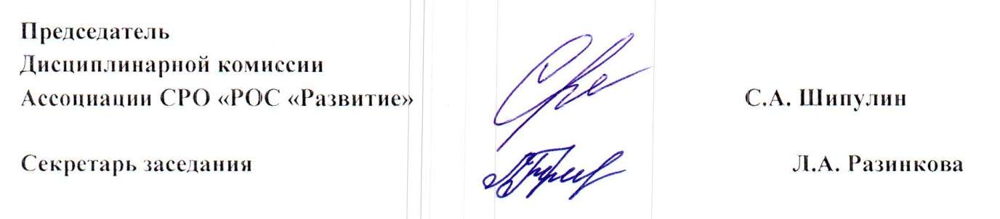 Председатель
Дисциплинарной комиссии
Ассоциации СРО «РОС «Развитие» С.А. Шипулин
Секретарь заседания Л.А. Разинкова